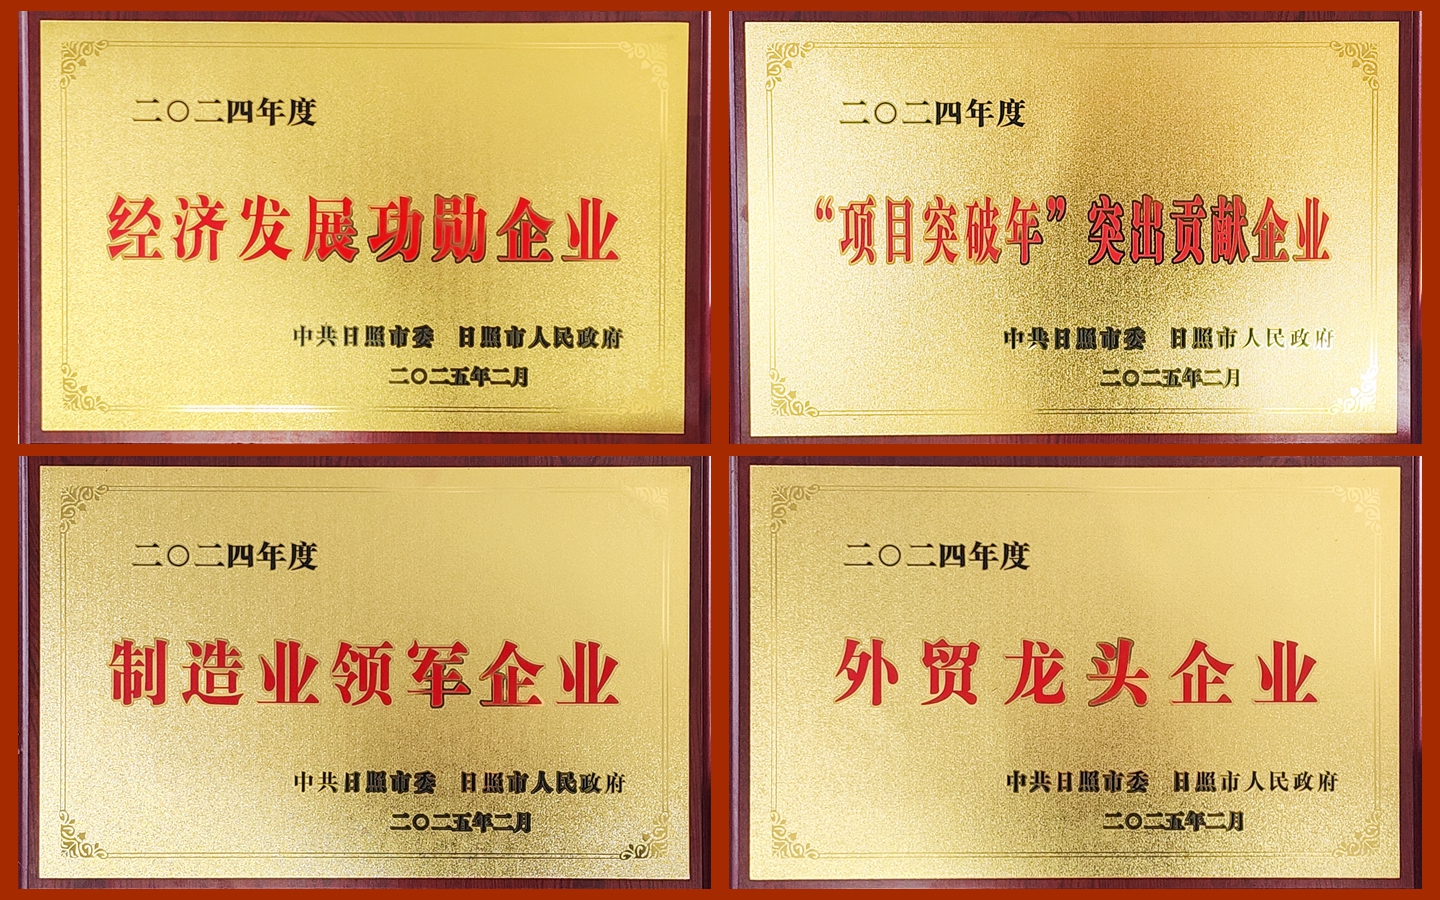 二〇二四年度
经济发展功勋企业
中共日照市委 日照市人民政府
二〇二五年二月
二〇二四年度
“项目突破年”突出贡献企业
中共日照市委 日照市人民政府
二〇二五年二月
二〇二四年度
制造业领军企业
中共日照市委 日照市人民政府
二〇二五年二月
二〇二四年度
外贸龙头企业
中共日照市委 日照市人民政府
二〇二五年二月